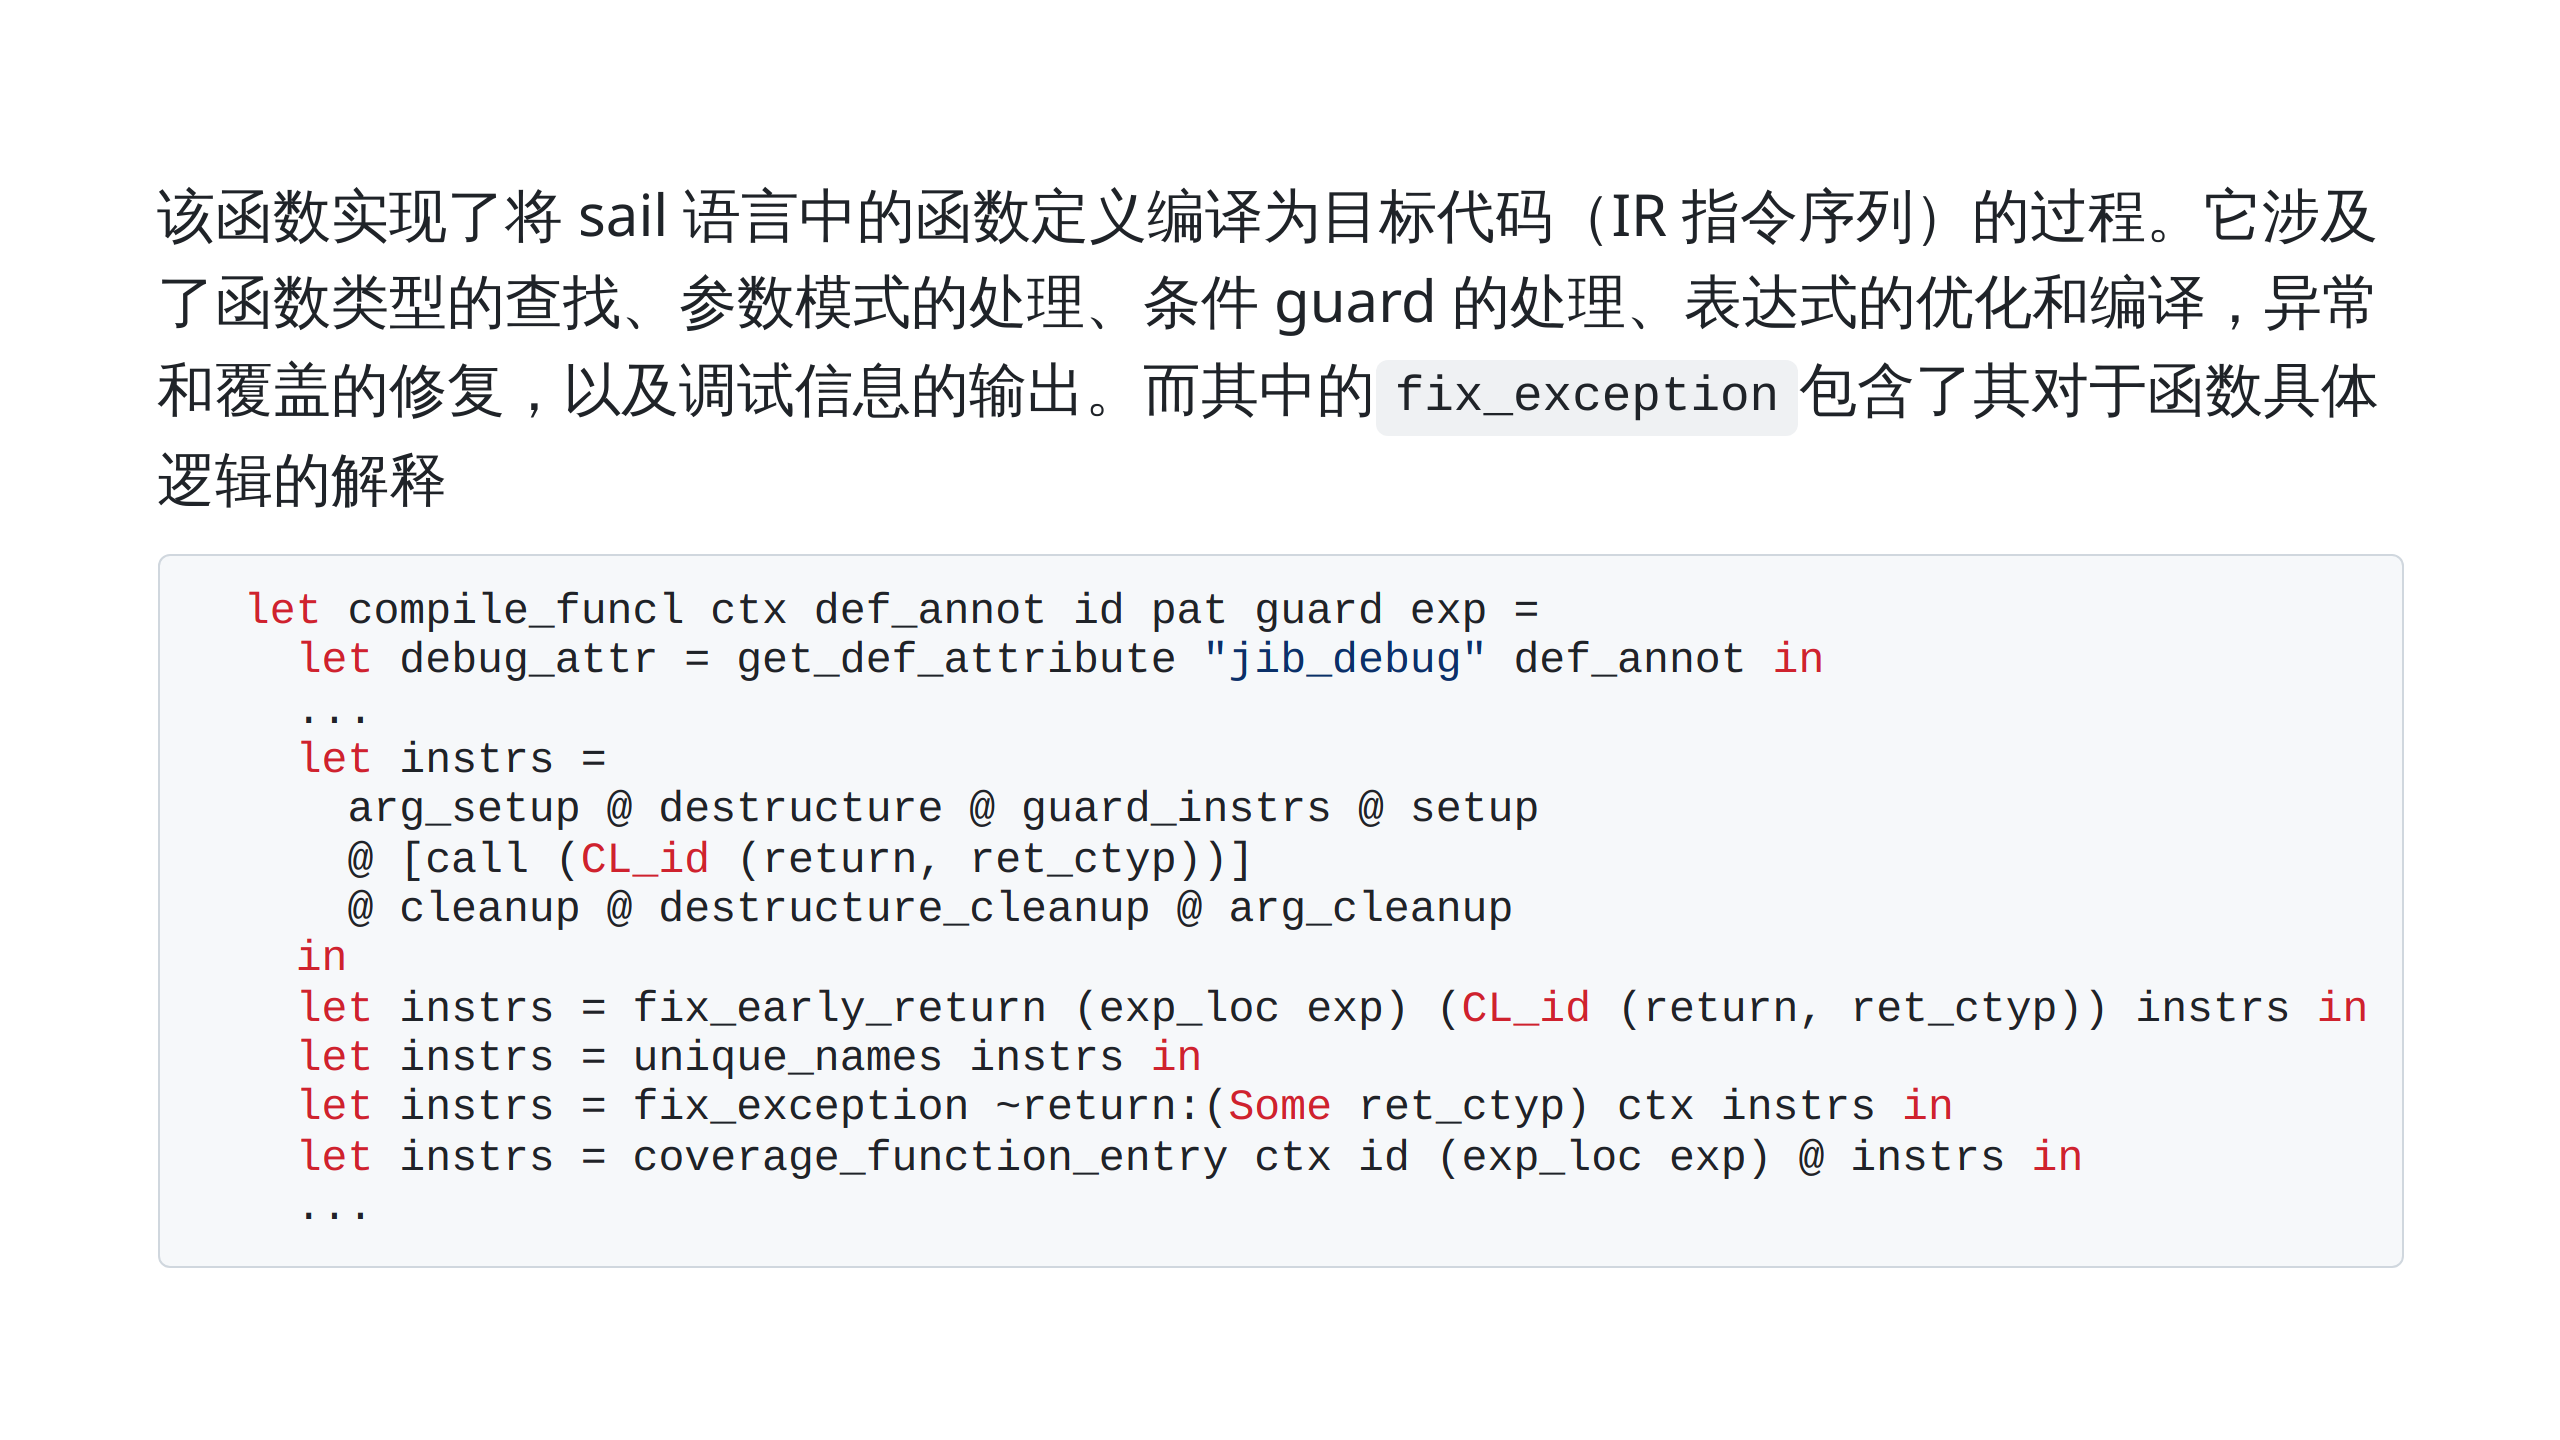 该函数实现了将 sail 语言中的函数定义编译为目标代码（IR 指令序列）的过程。它涉及
了函数类型的查找、参数模式的处理、条件 guard 的处理、表达式的优化和编译，异常
和覆盖的修复，以及调试信息的输出。而其中的 fix_exception 包含了其对于函数具体
逻辑的解释
let compile_funcl ctx def_annot id pat guard exp =
  let debug_attr = get_def_attribute "jib_debug" def_annot in
  ...
  let instrs =
    arg_setup @ destructure @ guard_instrs @ setup
    @ [call (CL_id (return, ret_ctyp))]
    @ cleanup @ destructure_cleanup @ arg_cleanup
  in
  let instrs = fix_early_return (exp_loc exp) (CL_id (return, ret_ctyp)) instrs in
  let instrs = unique_names instrs in
  let instrs = fix_exception ~return:(Some ret_ctyp) ctx instrs in
  let instrs = coverage_function_entry ctx id (exp_loc exp) @ instrs in
  ...